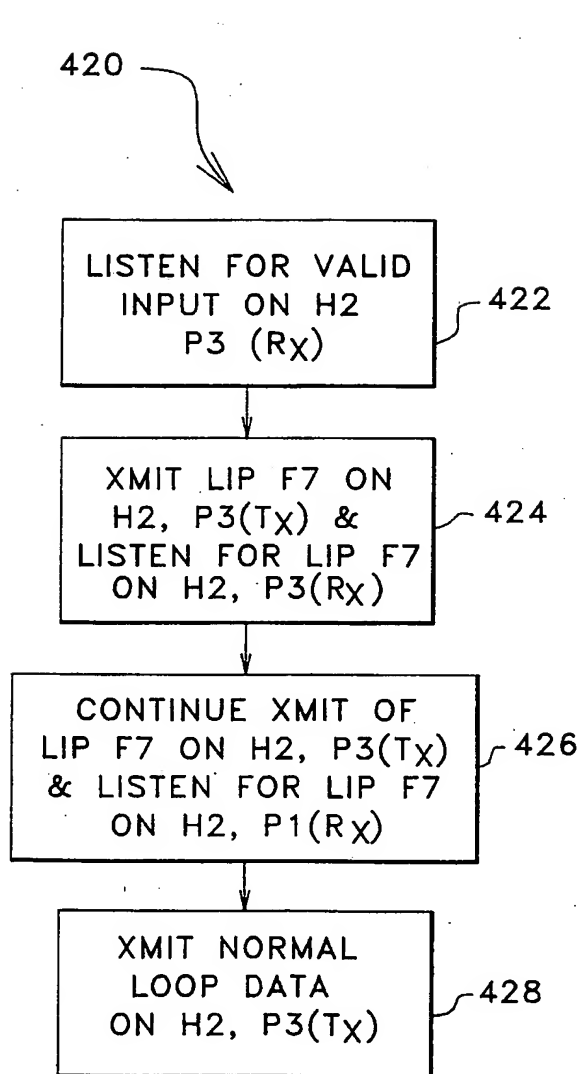 420
LISTEN FOR VALID
INPUT ON H2
P3 (RX)
422
XMIT LIP F7 ON
H2, P3(TX) &
LISTEN FOR LIP F7
ON H2, P3(RX)
424
CONTINUE XMIT OF
LIP F7 ON H2, P3(TX)
& LISTEN FOR LIP F7
ON H2, P1(RX)
426
XMIT NORMAL
LOOP DATA
ON H2, P3(TX)
428